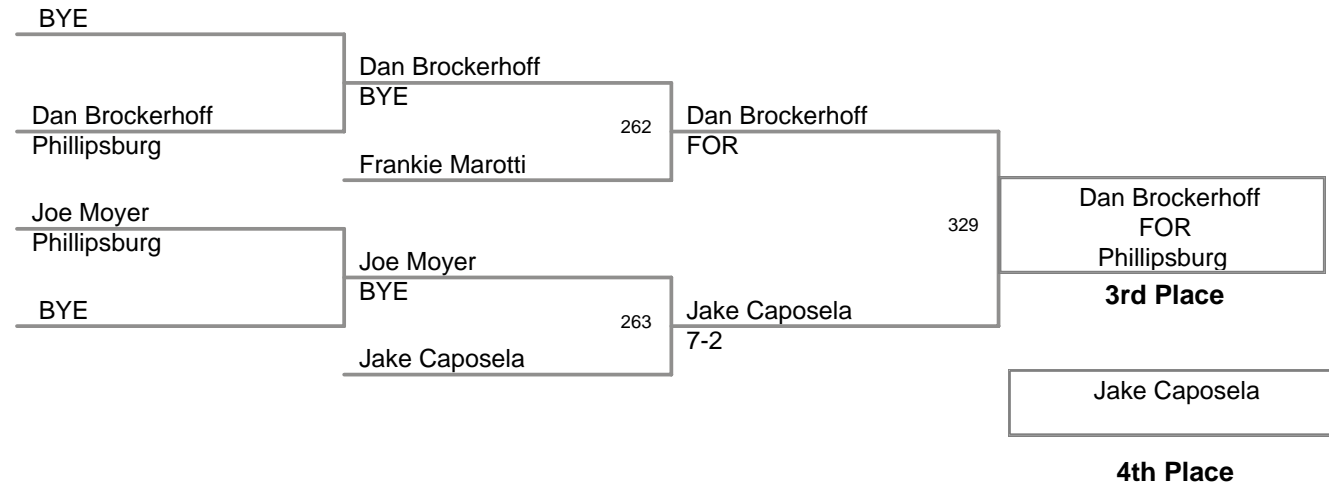 BYE
Dan Brockerhoff
BYE
Dan Brockerhoff
Phillipsburg
262
Dan Brockerhoff
FOR
Frankie Marotti
Joe Moyer
Phillipsburg
329
Dan Brockerhoff
FOR
Phillipsburg
3rd Place
Joe Moyer
BYE
BYE
263
Jake Caposela
7-2
Jake Caposela
Jake Caposela
4th Place